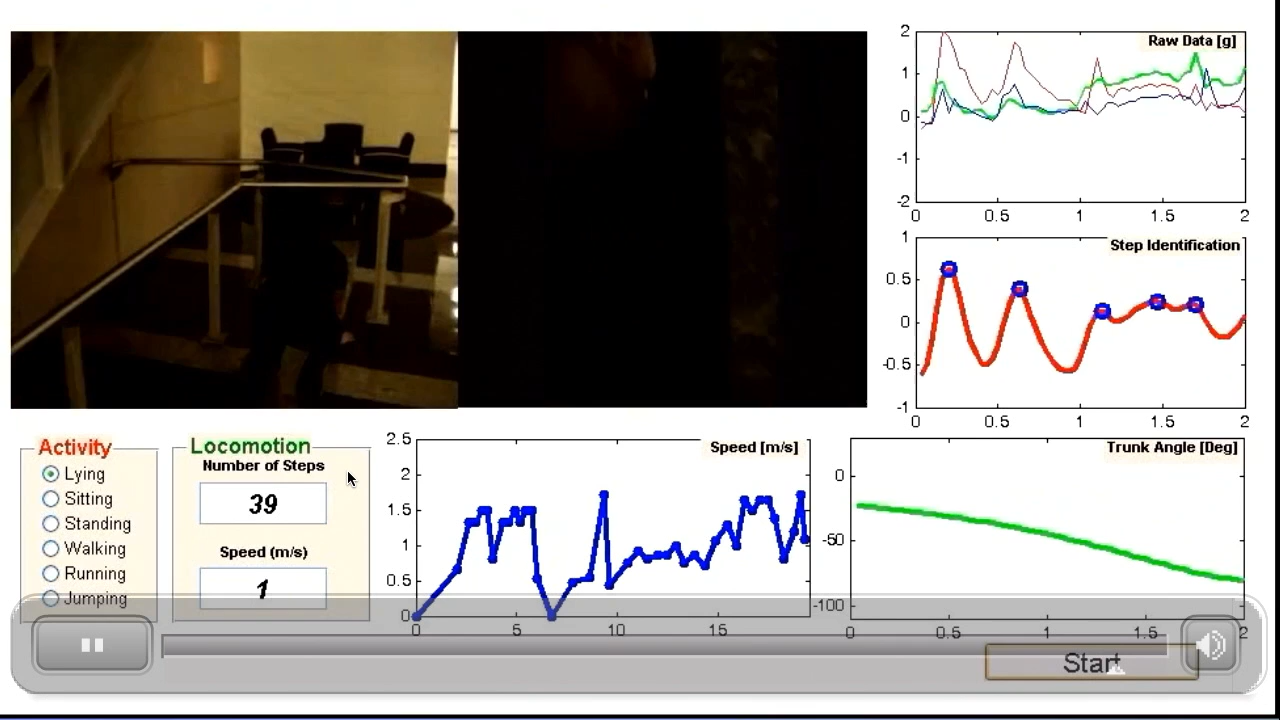 Raw Data [g]
2
1
0
-1
-2
0 0.5 1 1.5 2
Step Identification
1
0.5
0
-0.5
-1
0 0.5 1 1.5 2
Activity
Lying
Sitting
Standing
Walking
Running
Jumping
Locomotion
Number of Steps
39
Speed (m/s)
1
Speed [m/s]
2.5
2
1.5
1
0.5
0
0 5 10 15
Trunk Angle [Deg]
0
-50
-100
0 0.5 1 1.5 2
Start